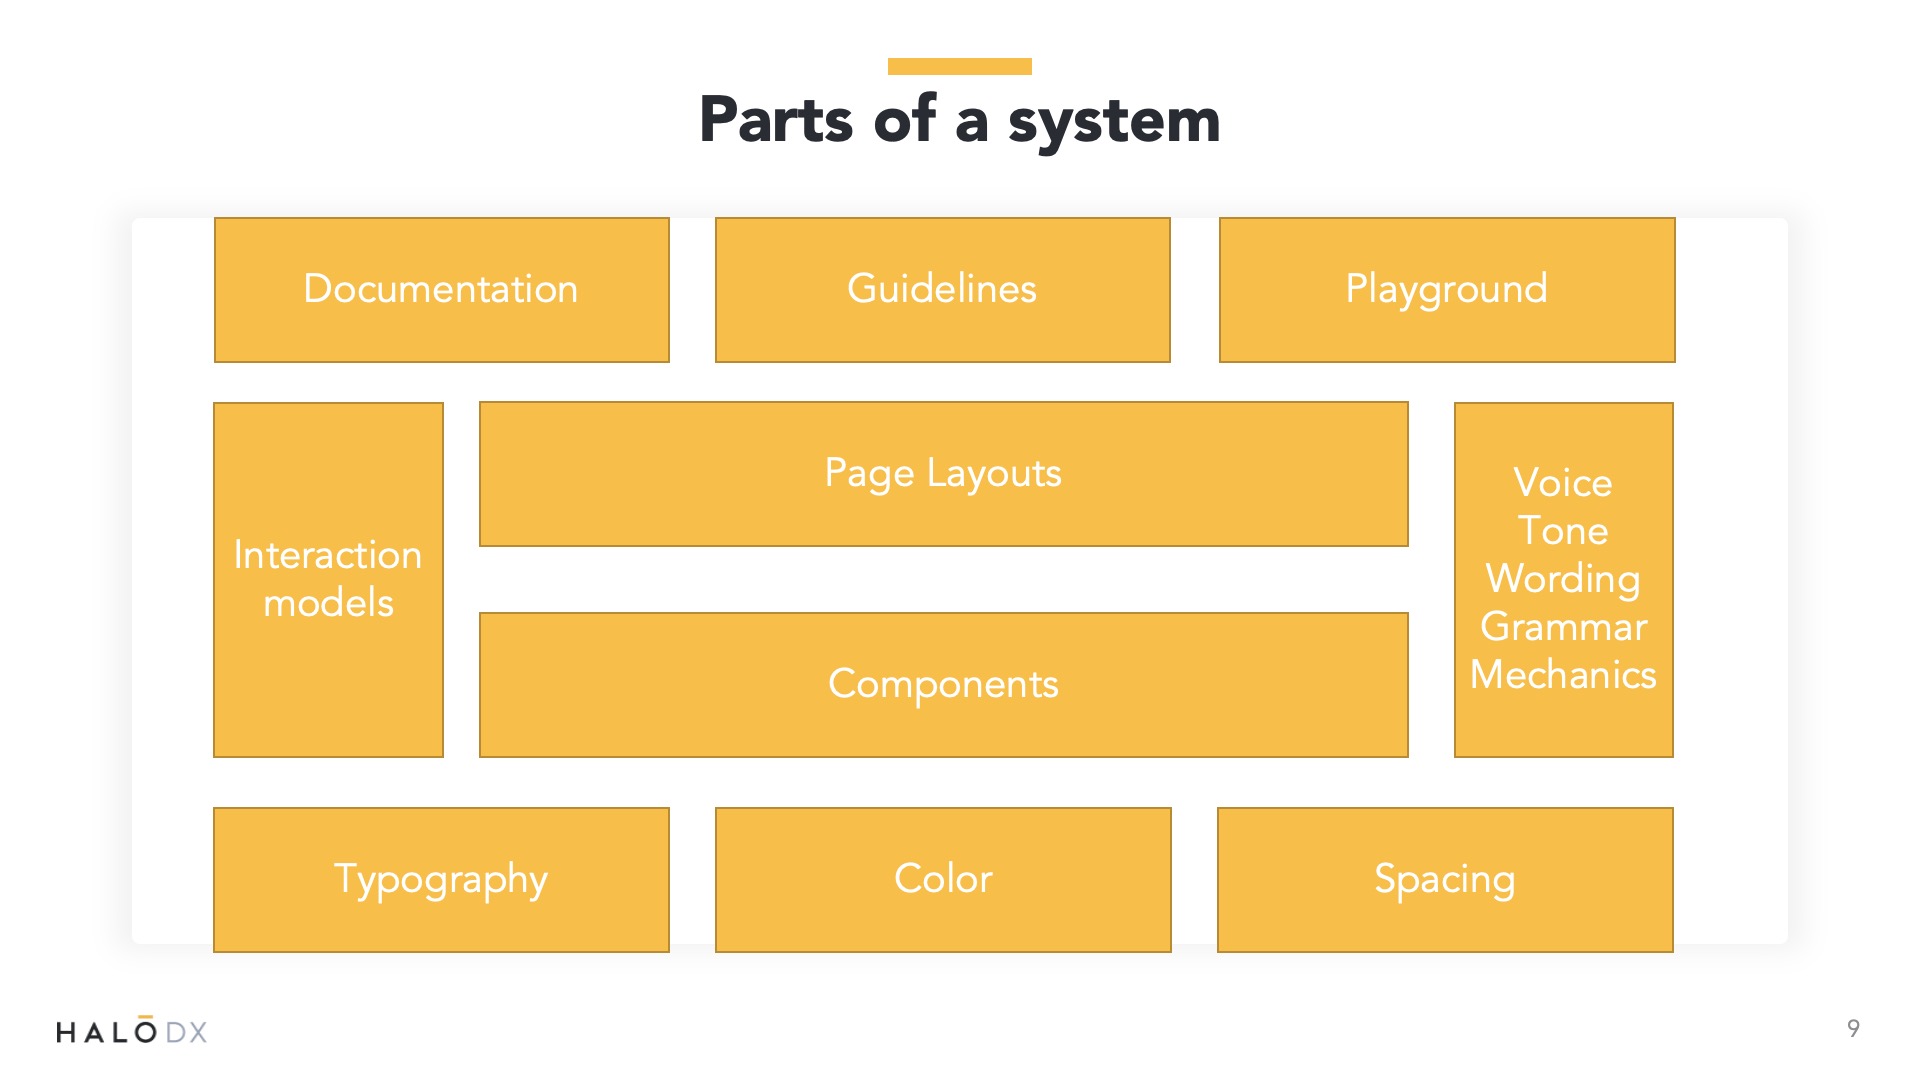 Parts of a system
Documentation
Guidelines
Playground
Interaction
models
Page Layouts
Components
Voice
Tone
Wording
Grammar
Mechanics
Typography
Color
Spacing
HALŌDX
9